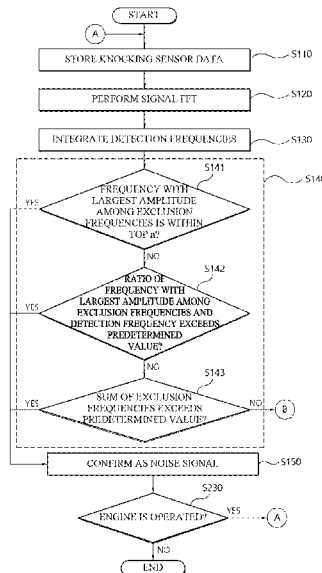 START
A
STORE KNOCKING SENSOR DATA
S110
PERFORM SIGNAL FFT
S120
INTEGRATE DETECTION FREQUENCIES
S130
S140
S141
YES
FREQUENCY WITH
LARGEST AMPLITUDE
AMONG EXCLUSION
FREQUENCIES IS WITHIN
TOP n?
NO
S142
YES
RATIO OF
FREQUENCY WITH
LARGEST AMPLITUDE AMONG
EXCLUSION FREQUENCIES AND
DETECTION FREQUENCY EXCEEDS
PREDETERMINED
VALUE?
NO
S143
YES
SUM OF EXCLUSION
FREQUENCIES EXCEEDS
PREDETERMINED VALUE?
NO
B
CONFIRM AS NOISE SIGNAL
S150
S230
ENGINE IS OPERATED?
YES
A
NO
END